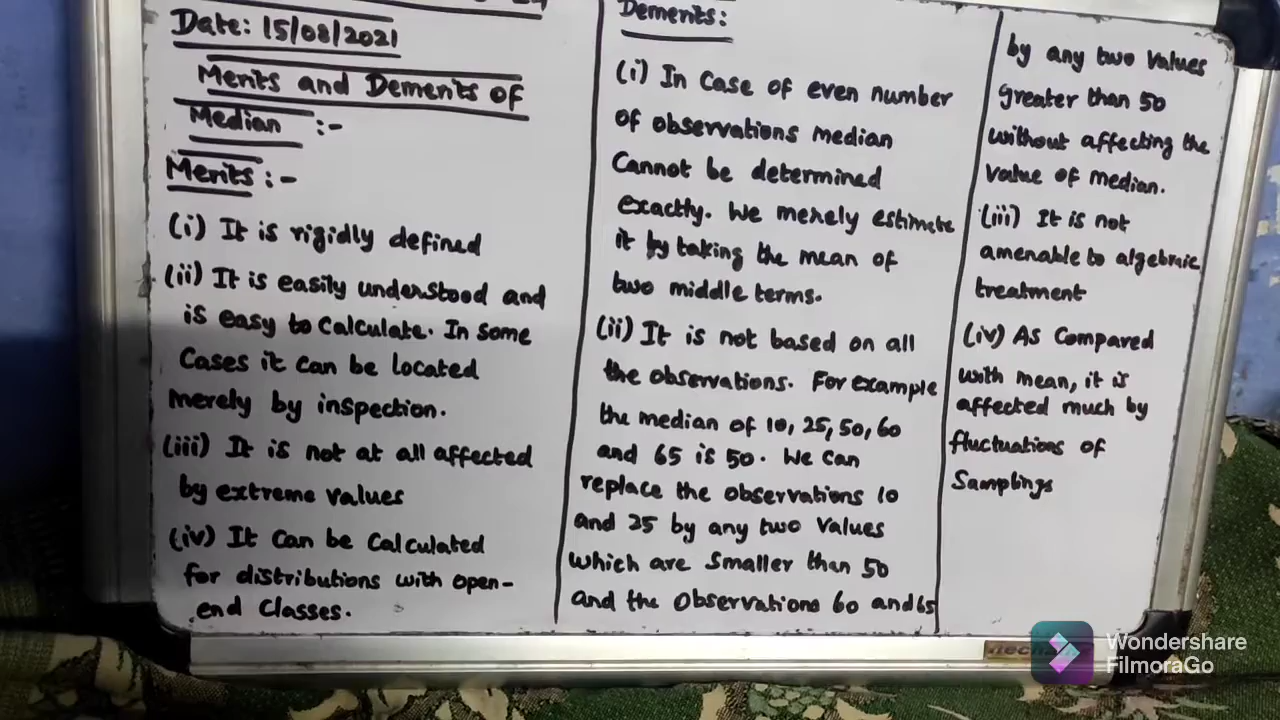 Date: 15/08/2021
Merits and Demerits of
Median :-
Merits :-
(i) It is rigidly defined
(ii) It is easily understood and
is easy to calculate. In some
Cases it can be located
merely by inspection.
(iii) It is not at all affected
by extreme values
(iv) It can be calculated
for distributions with open-
end classes.
Demerits:
(i) In Case of even number
of observations median
Cannot be determined
exactly. We merely estimate
it by taking the mean of
two middle terms.
(ii) It is not based on all
the observations. For example
the median of 10, 25, 50, 60
and 65 is 50. We can
replace the observations 10
and 25 by any two values
which are smaller than 50
and the observations 60 and 65
by any two values
greater than 50
without affecting the
value of median.
(iii) It is not
amenable to algebraic
treatment
(iv) As Compared
with mean, it is
affected much by
fluctuations of
Samplings
Wondershare
FilmoraGo